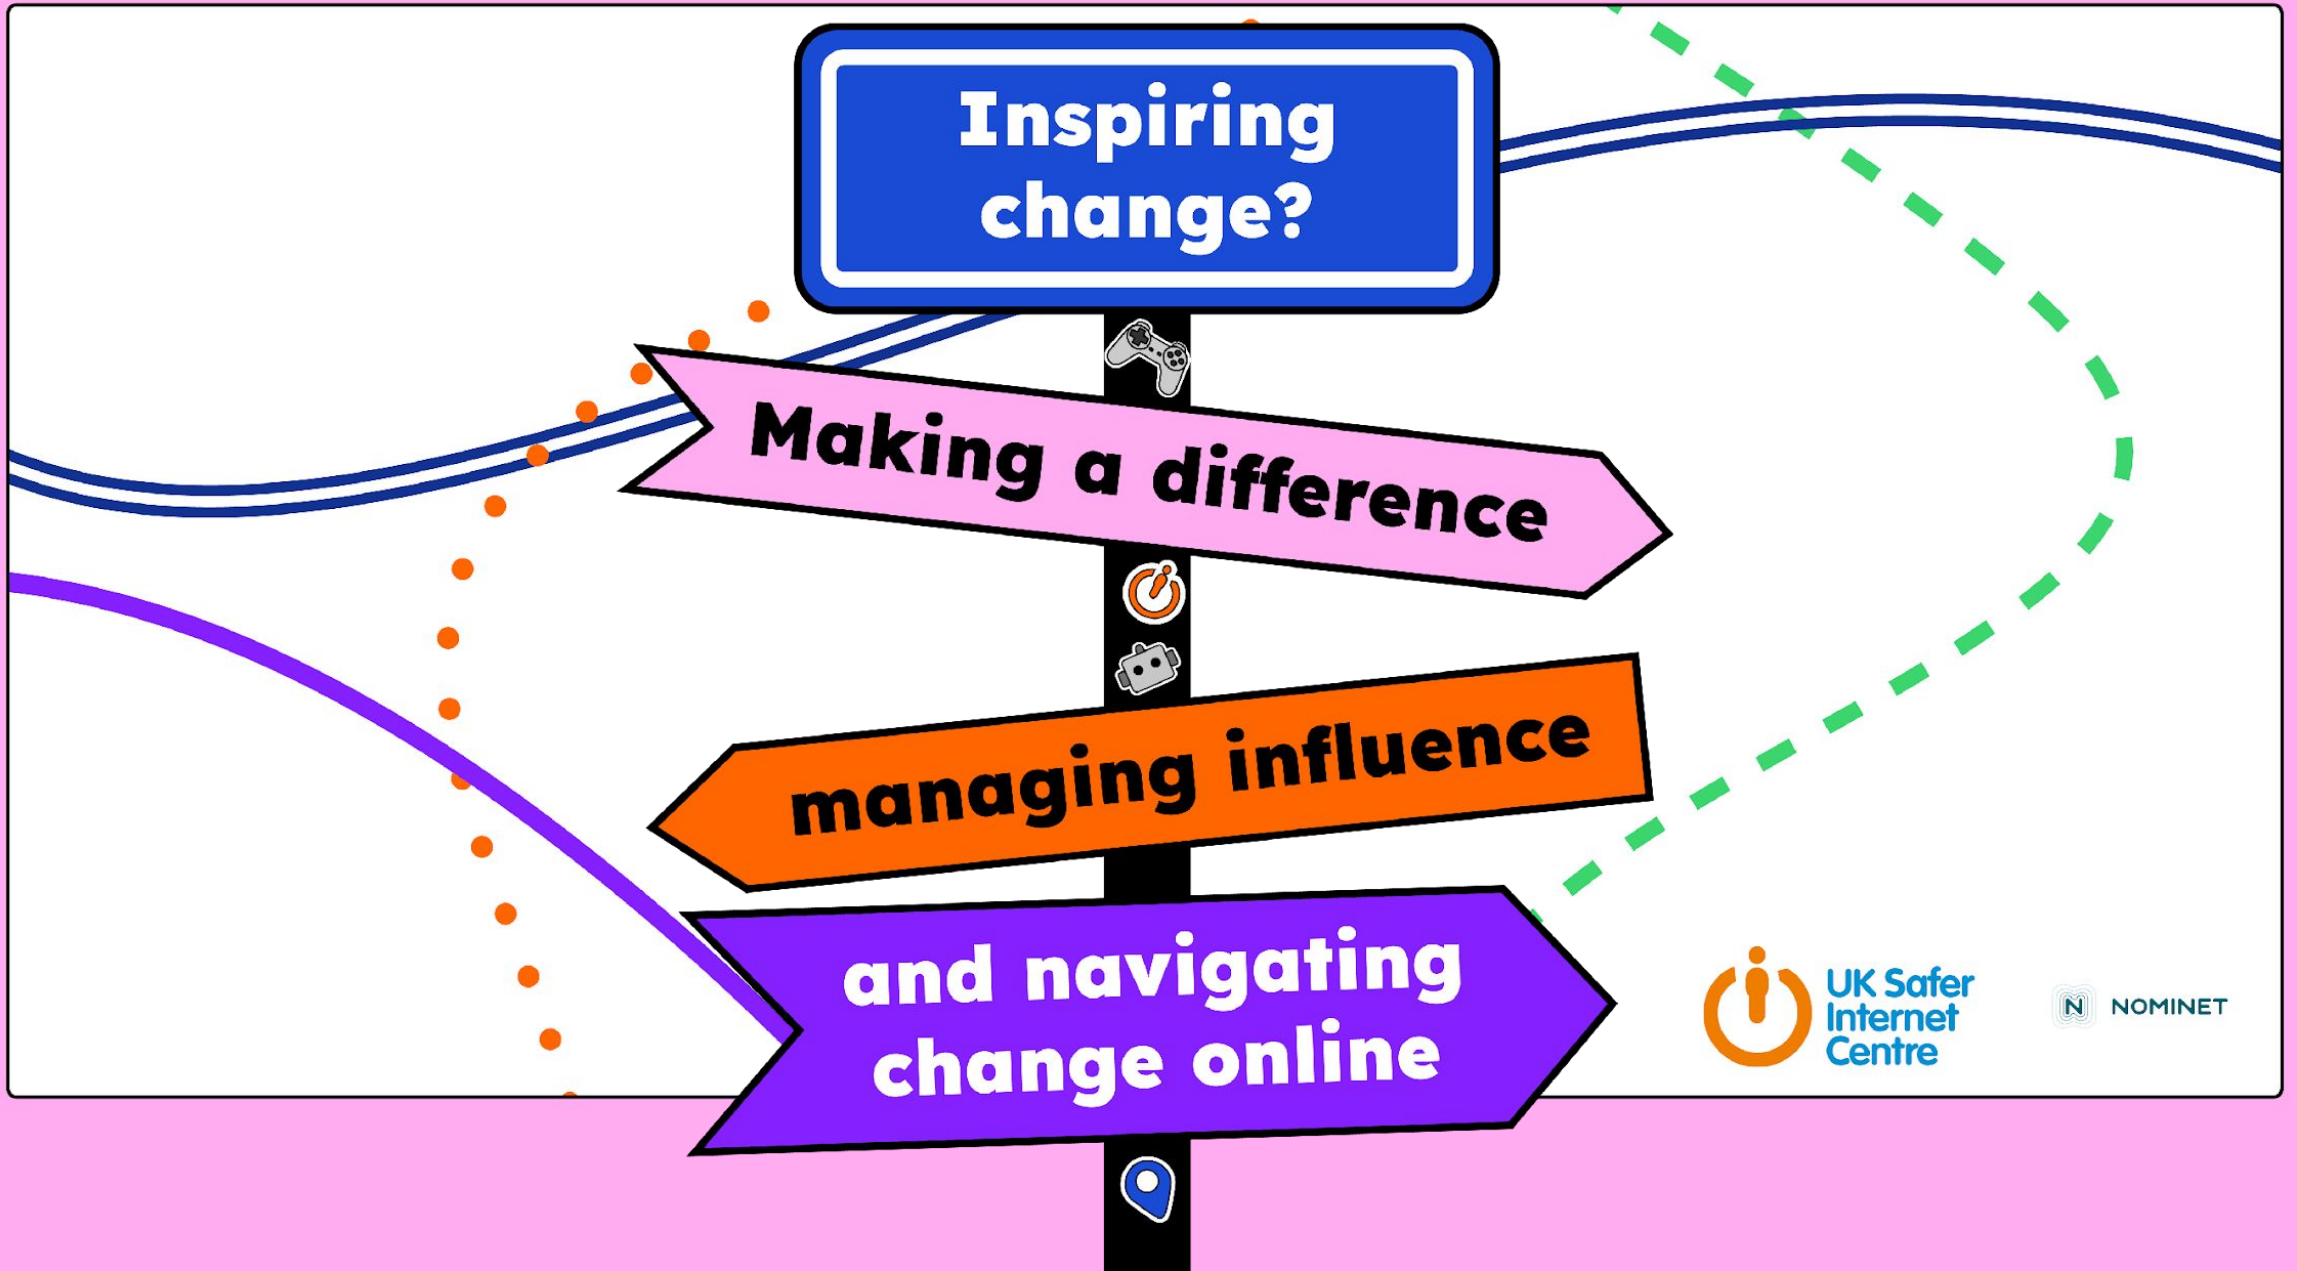 Inspiring
change?
Making a difference
managing influence
and navigating
change online
UK Safer
Internet
Centre
N NOMINET